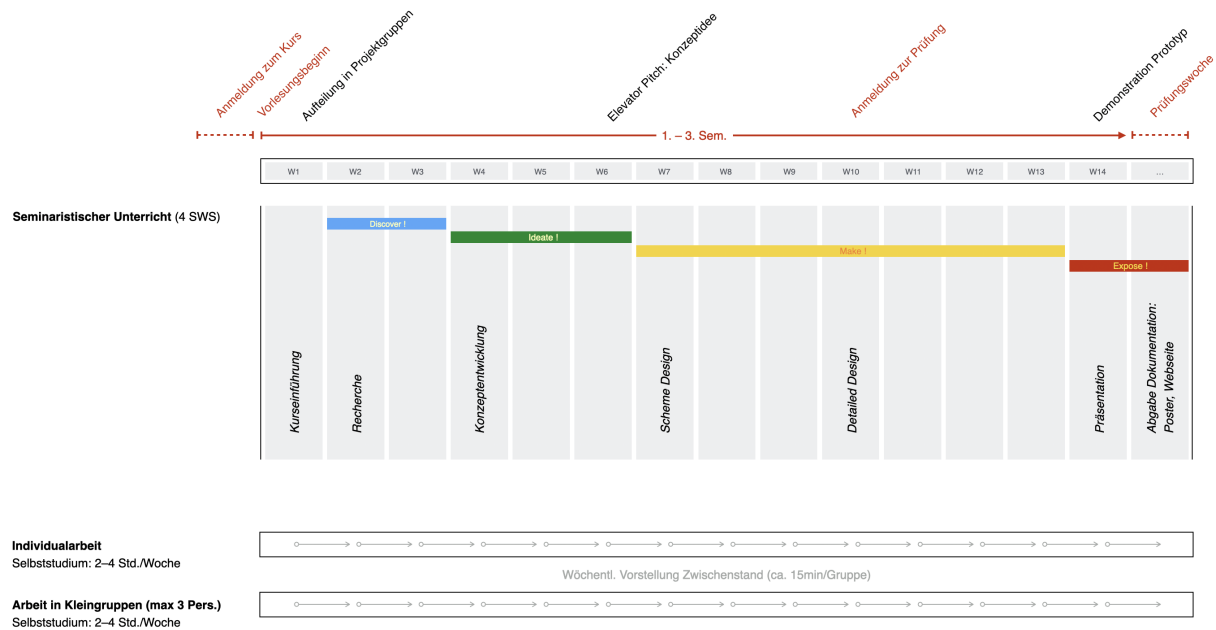 Anmeldung zum Kurs
Vorlesungsbeginn
Aufteilung in Projektgruppen
Elevator Pitch: Konzeptidee
Anmeldung zur Prüfung
Demonstration Prototyp
Prüfungswoche
1. – 3. Sem.
W1 W2 W3 W4 W5 W6 W7 W8 W9 W10 W11 W12 W13 W14 ...
Seminaristischer Unterricht (4 SWS)
Discover !
Ideate !
Make !
Expose !
Kurseinführung
Recherche
Konzeptentwicklung
Scheme Design
Detailed Design
Präsentation
Abgabe Dokumentation:
Poster, Webseite
Individualarbeit
Selbststudium: 2–4 Std./Woche
Wöchentl. Vorstellung Zwischenstand (ca. 15min/Gruppe)
Arbeit in Kleingruppen (max 3 Pers.)
Selbststudium: 2–4 Std./Woche